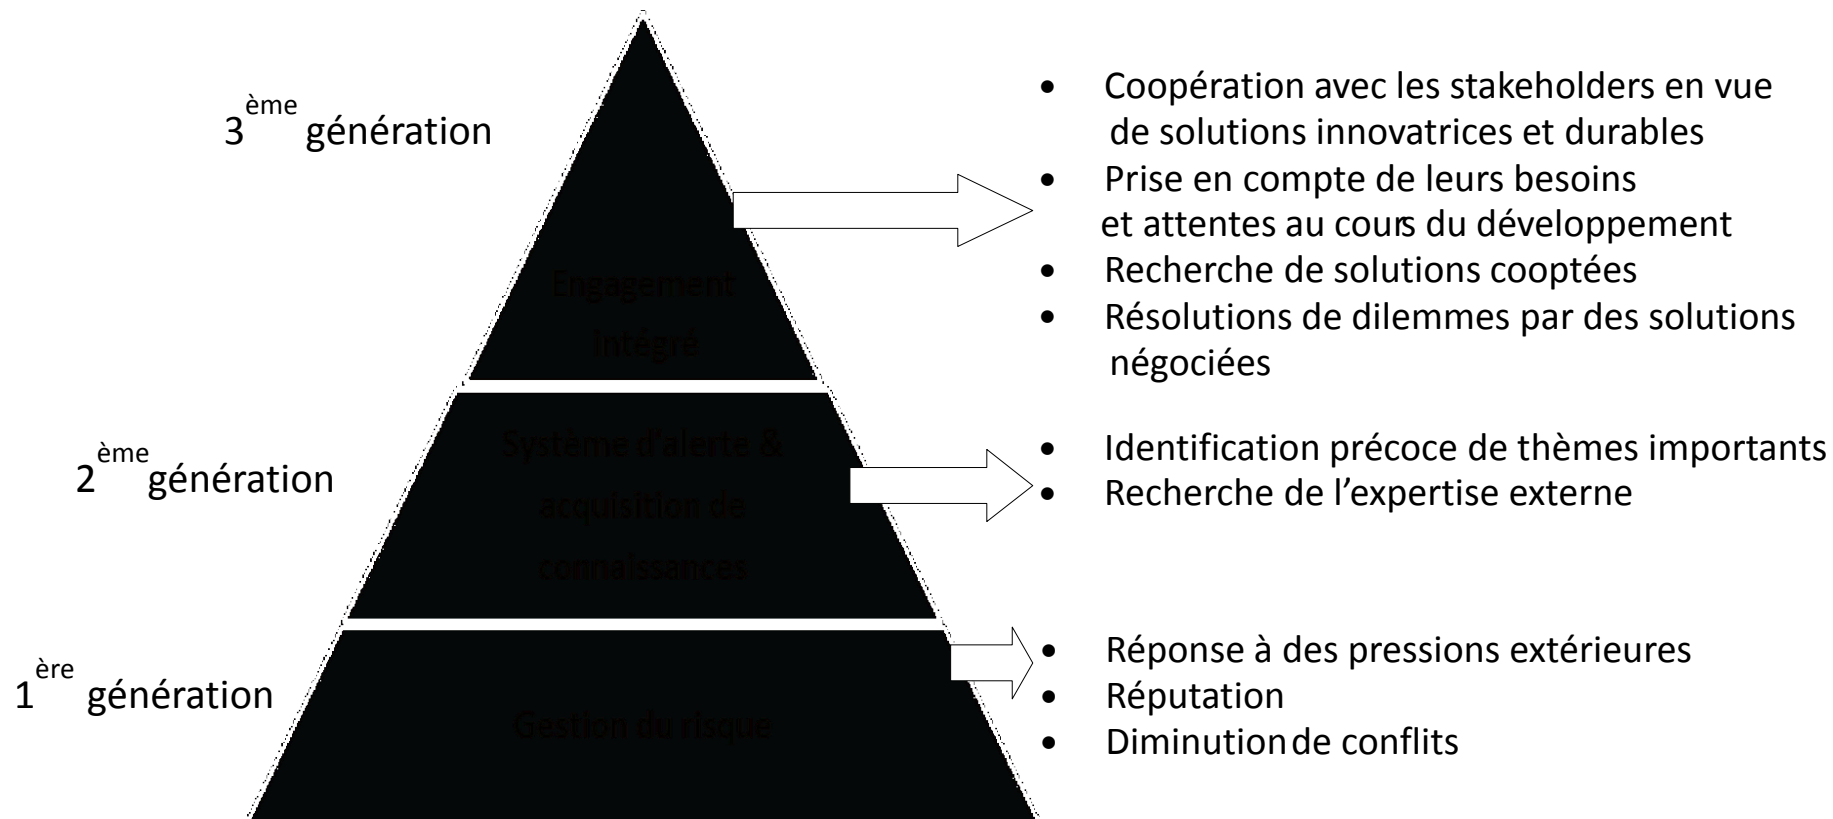 3ème génération
Coopération avec les stakeholders en vue
de solutions innovatrices et durables
Prise en compte de leurs besoins
et attentes au cours du développement
Recherche de solutions cooptées
Résolutions de dilemmes par des solutions
négociées
Engagement
intégré
2ème génération
Système d'alerte &
acquisition de
connaissances
Identification précoce de thèmes importants
Recherche de l’expertise externe
1ère génération
Gestion du risque
Réponse à des pressions extérieures
Réputation
Diminution de conflits